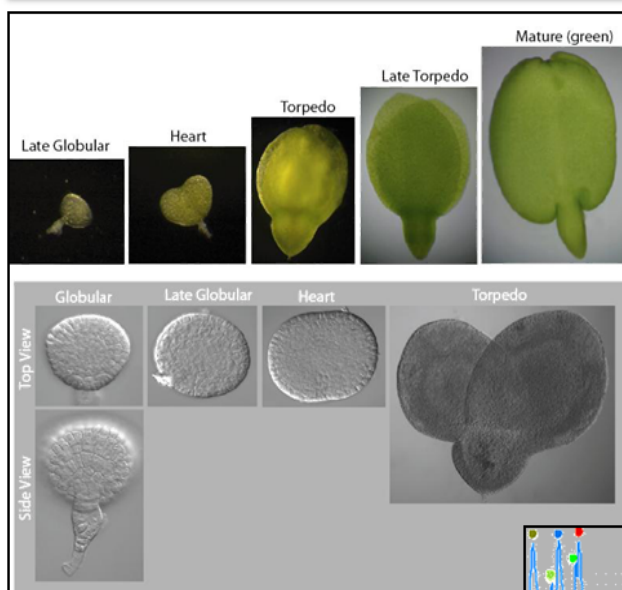 Mature (green)
Late Torpedo
Torpedo
Heart
Late Globular
Globular
Late Globular
Heart
Torpedo
Top View
Side View